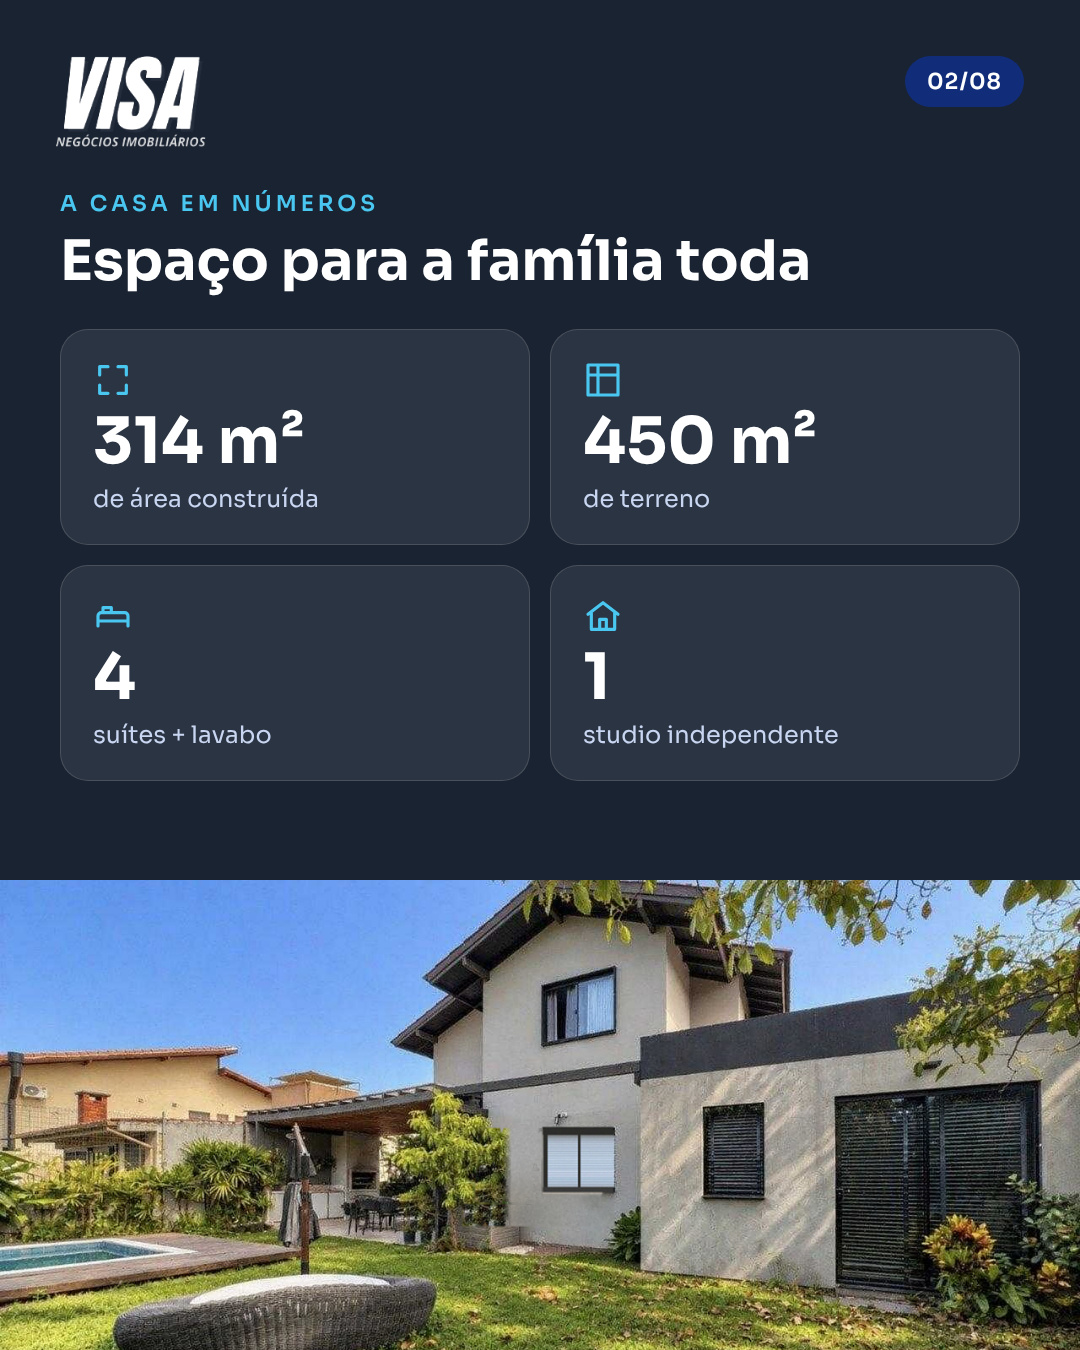 VISA
NEGÓCIOS IMOBILIÁRIOS
02/08
A CASA EM NÚMEROS
Espaço para a família toda
314 m²
de área construída
450 m²
de terreno
4
suítes + lavabo
1
studio independente